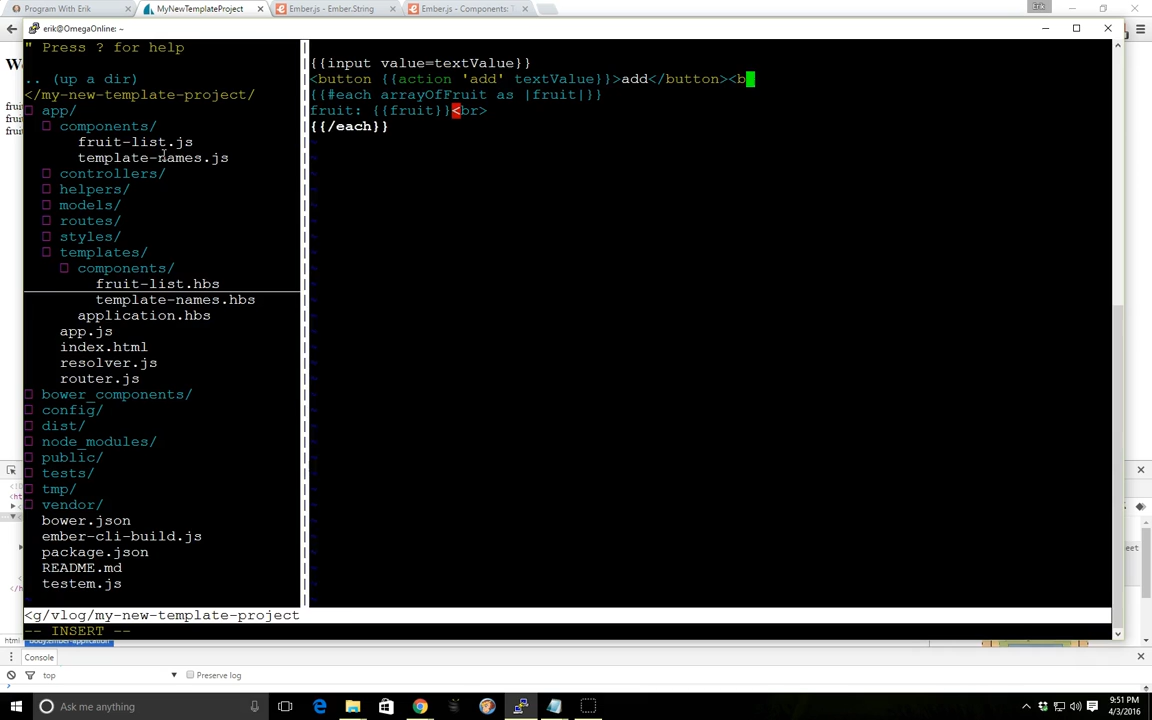 Program With Erik
MyNewTemplateProject
Ember.js - Ember.String
Ember.js - Components: T
Erik
erik@OmegaOnline: ~
" Press ? for help
.. (up a dir)
</my-new-template-project/
app/
components/
fruit-list.js
template-names.js
controllers/
helpers/
models/
routes/
styles/
templates/
components/
fruit-list.hbs
template-names.hbs
application.hbs
app.js
index.html
resolver.js
router.js
bower_components/
config/
dist/
node_modules/
public/
tests/
tmp/
vendor/
bower.json
ember-cli-build.js
package.json
README.md
testem.js
<g/vlog/my-new-template-project
-- INSERT --
{{input value=textValue}}
<button {{action 'add' textValue}}>add</button><b
{{#each arrayOfFruit as |fruit|}}
fruit: {{fruit}}<br>
{{/each}}
W
fruit
fruit
fruit
html
Console
top
Preserve log
Ask me anything
9:51 PM
4/3/2016